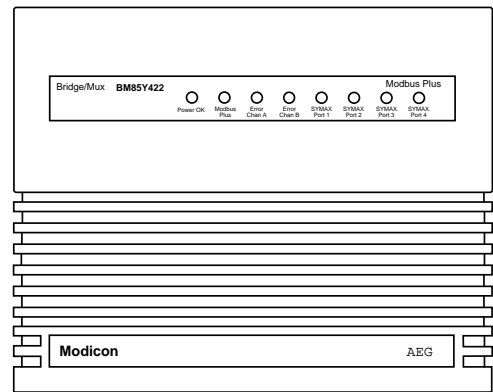 Bridge/Mux BM85Y422 Modbus Plus
Power OK Modbus Plus Error Chan A Error Chan B SYMAX Port 1 SYMAX Port 2 SYMAX Port 3 SYMAX Port 4
Modicon AEG